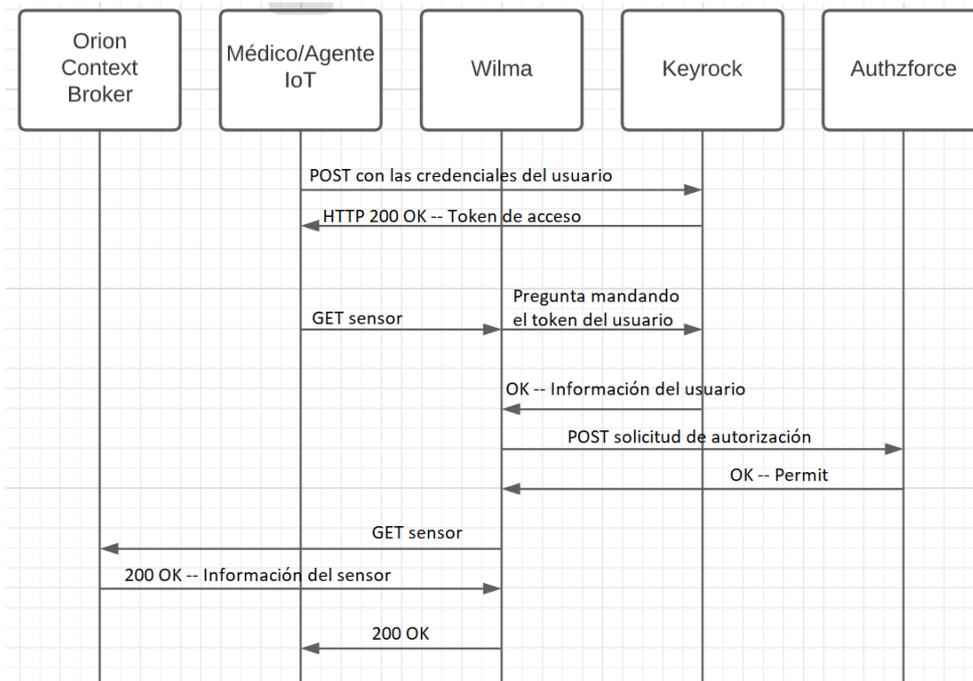 Orion
Context
Broker
Médico/Agente
IoT
Wilma
Keyrock
Authzforce
POST con las credenciales del usuario
HTTP 200 OK -- Token de acceso
Pregunta mandando
GET sensor
el token del usuario
OK -- Información del usuario
POST solicitud de autorización
OK -- Permit
GET sensor
200 OK -- Información del sensor
200 OK